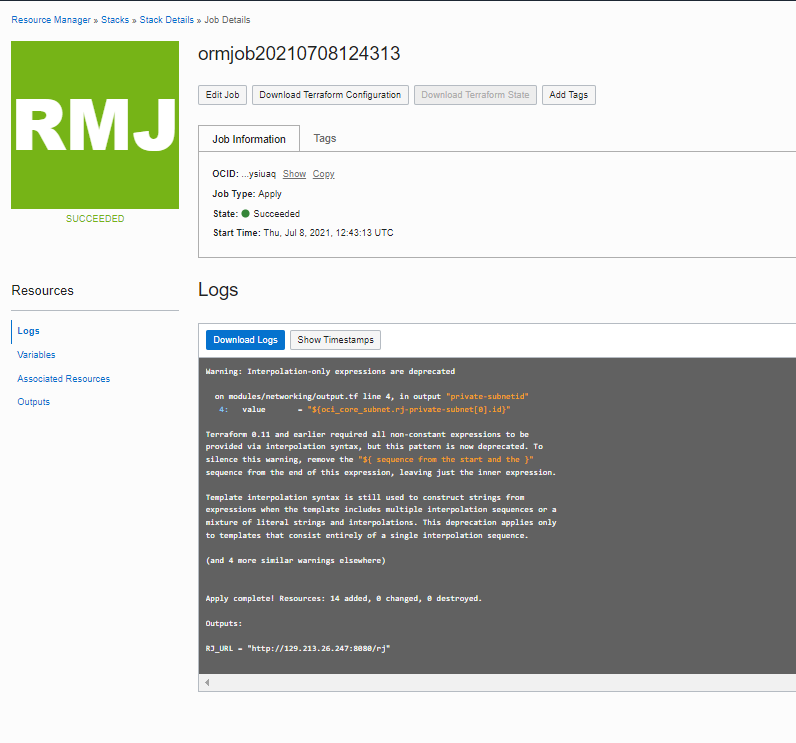 Resource Manager » Stacks » Stack Details » Job Details
RMJ
SUCCEEDED
ormjob20210708124313
Edit Job
Download Terraform Configuration
Download Terraform State
Add Tags
Job Information
Tags
OCID: ...ysiuaq Show Copy
Job Type: Apply
State: Succeeded
Start Time: Thu, Jul 8, 2021, 12:43:13 UTC
Resources
Logs
Variables
Associated Resources
Outputs
Logs
Download Logs
Show Timestamps
Warning: Interpolation-only expressions are deprecated
on modules/networking/output.tf line 4, in output "private-subnetid"
4: value = "${oci_core_subnet.rj-private-subnet[0].id}"
Terraform 0.11 and earlier required all non-constant expressions to be
provided via interpolation syntax, but this pattern is now deprecated. To
silence this warning, remove the "${ sequence from the start and the }"
sequence from the end of this expression, leaving just the inner expression.
Template interpolation syntax is still used to construct strings from
expressions when the template includes multiple interpolation sequences or a
mixture of literal strings and interpolations. This deprecation applies only
to templates that consist entirely of a single interpolation sequence.
(and 4 more similar warnings elsewhere)
Apply complete! Resources: 14 added, 0 changed, 0 destroyed.
Outputs:
RJ_URL = "http://129.213.26.247:8080/rj"